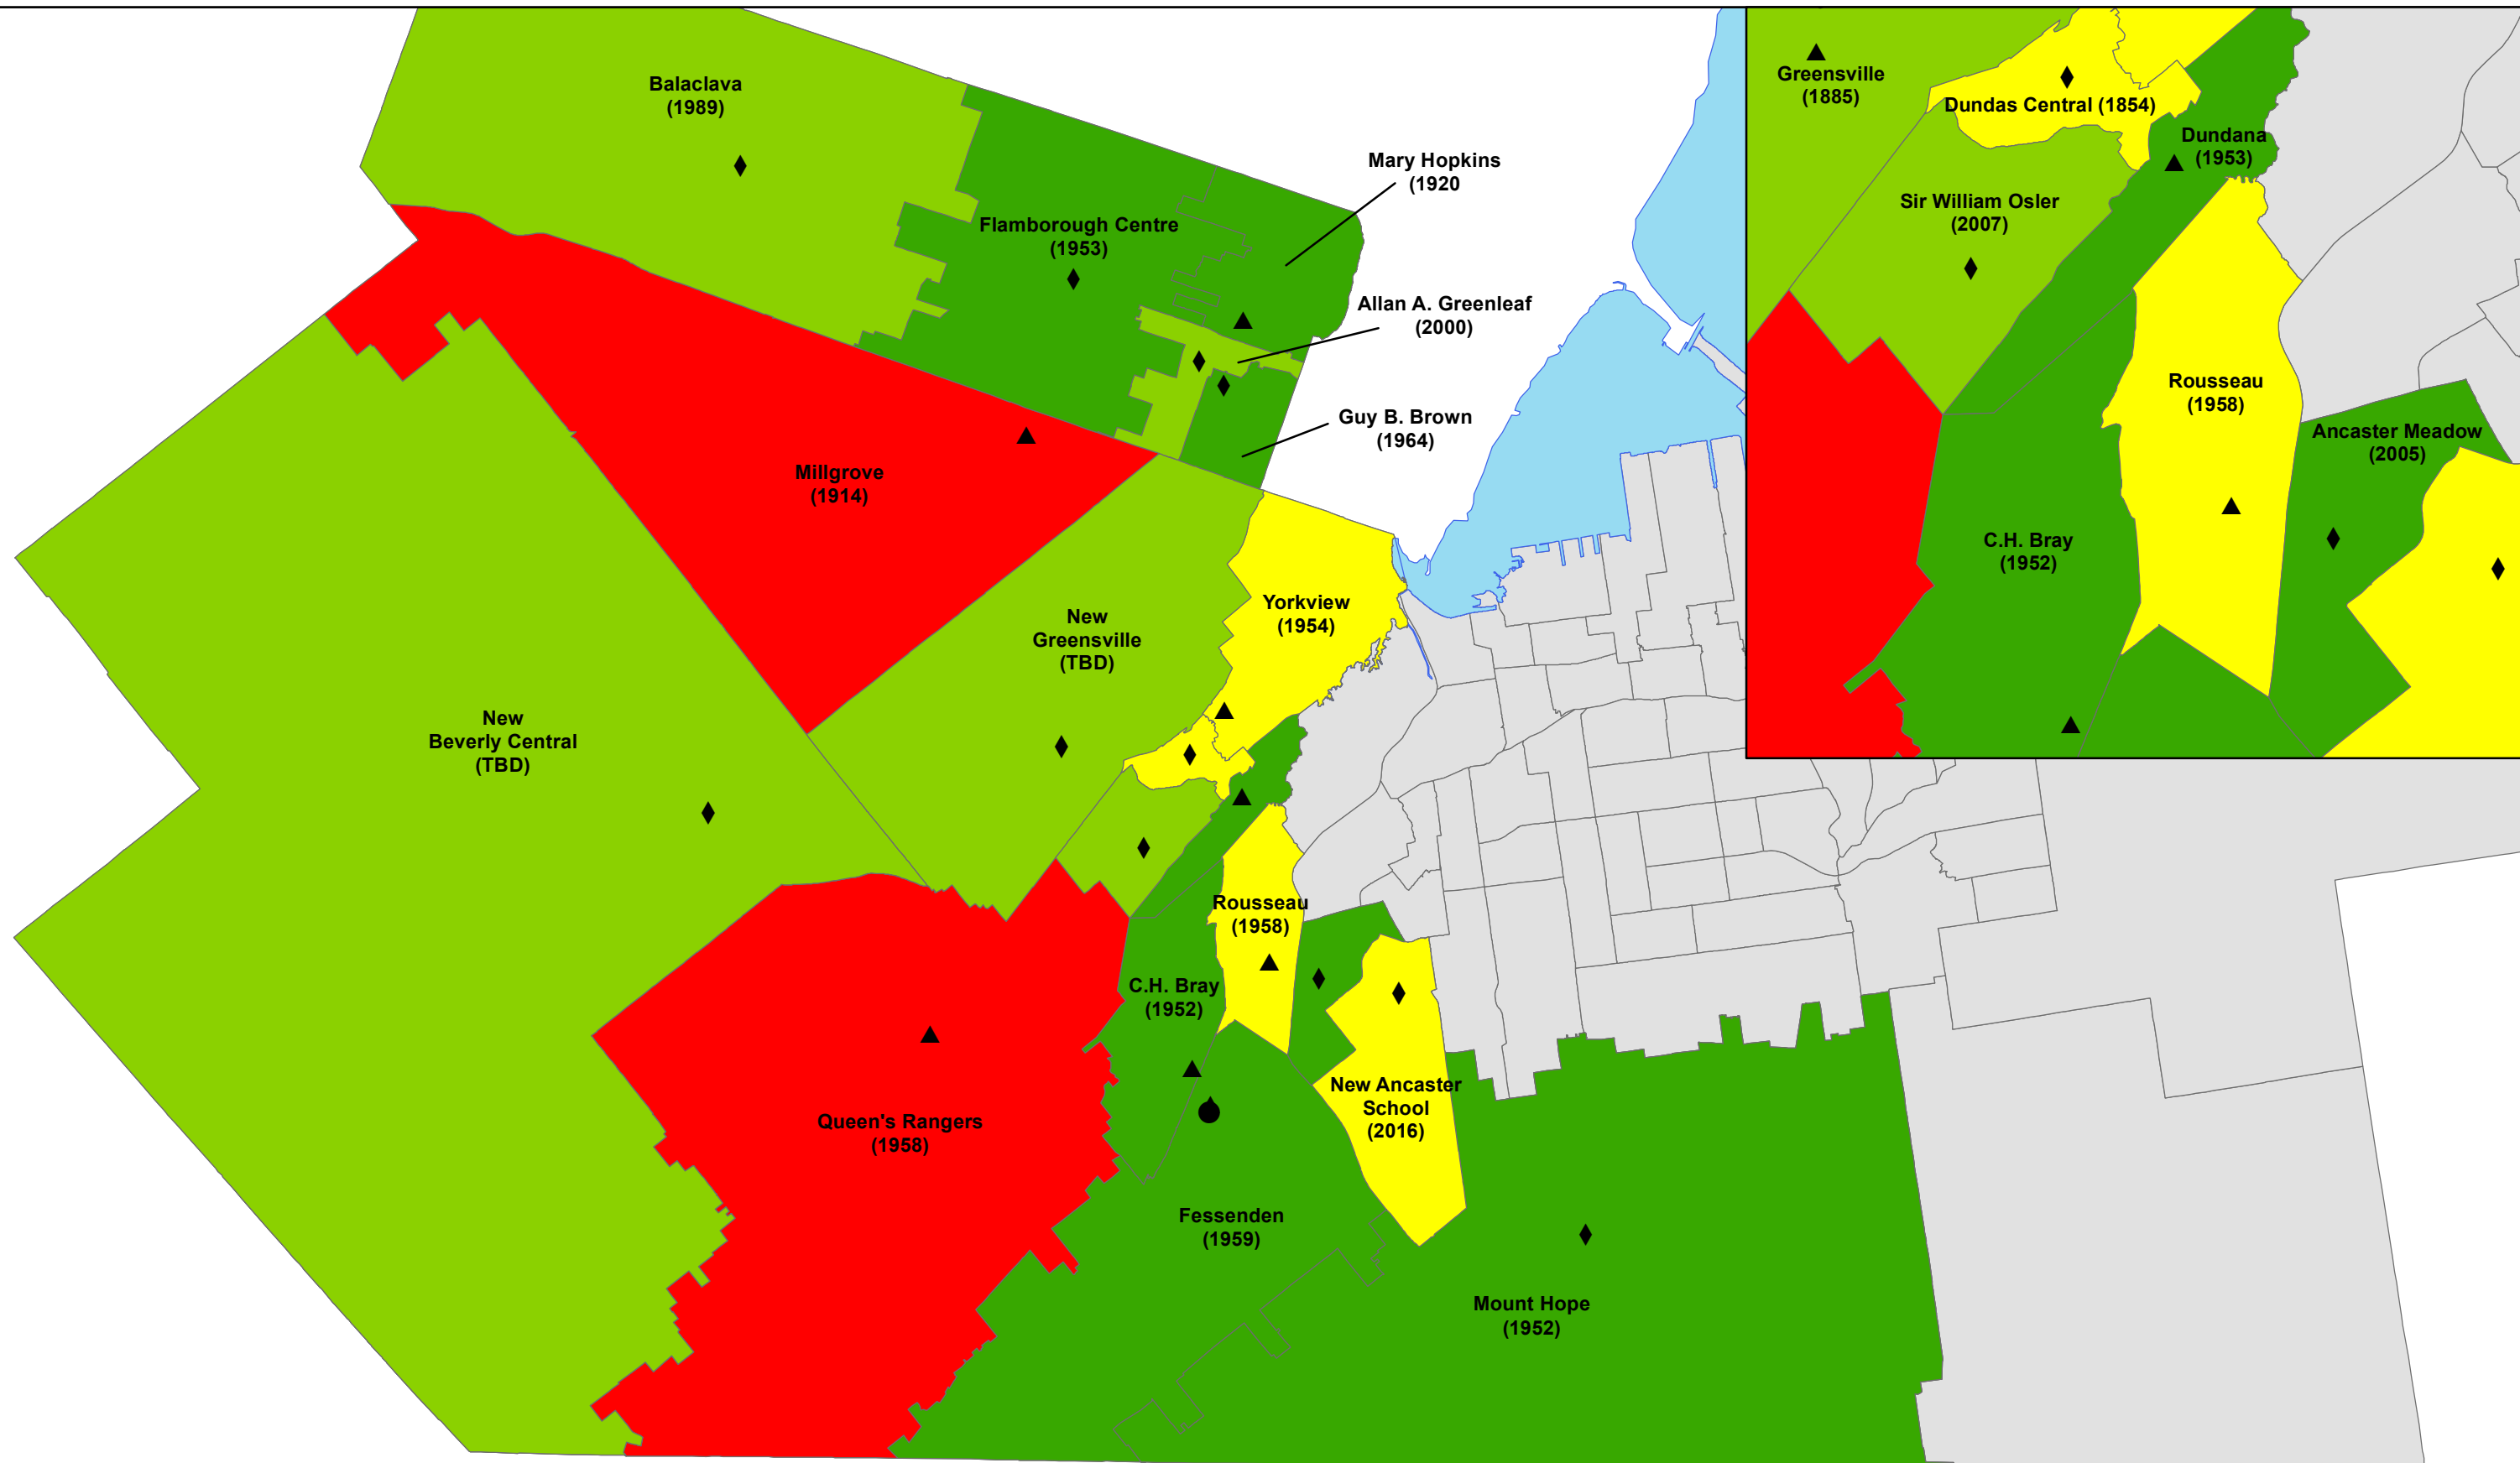 Balaclava
(1989)
Flamborough Centre
(1953)
Mary Hopkins
(1920
Allan A. Greenleaf
(2000)
Guy B. Brown
(1964)
Millgrove
(1914)
New
Greensville
(TBD)
Yorkview
(1954)
New
Beverly Central
(TBD)
Rousseau
(1958)
C.H. Bray
(1952)
Queen's Rangers
(1958)
New Ancaster
School
(2016)
Fessenden
(1959)
Mount Hope
(1952)
Greensville
(1885)
Dundas Central (1854)
Dundana
(1953)
Sir William Osler
(2007)
Rousseau
(1958)
Ancaster Meadow
(2005)
C.H. Bray
(1952)